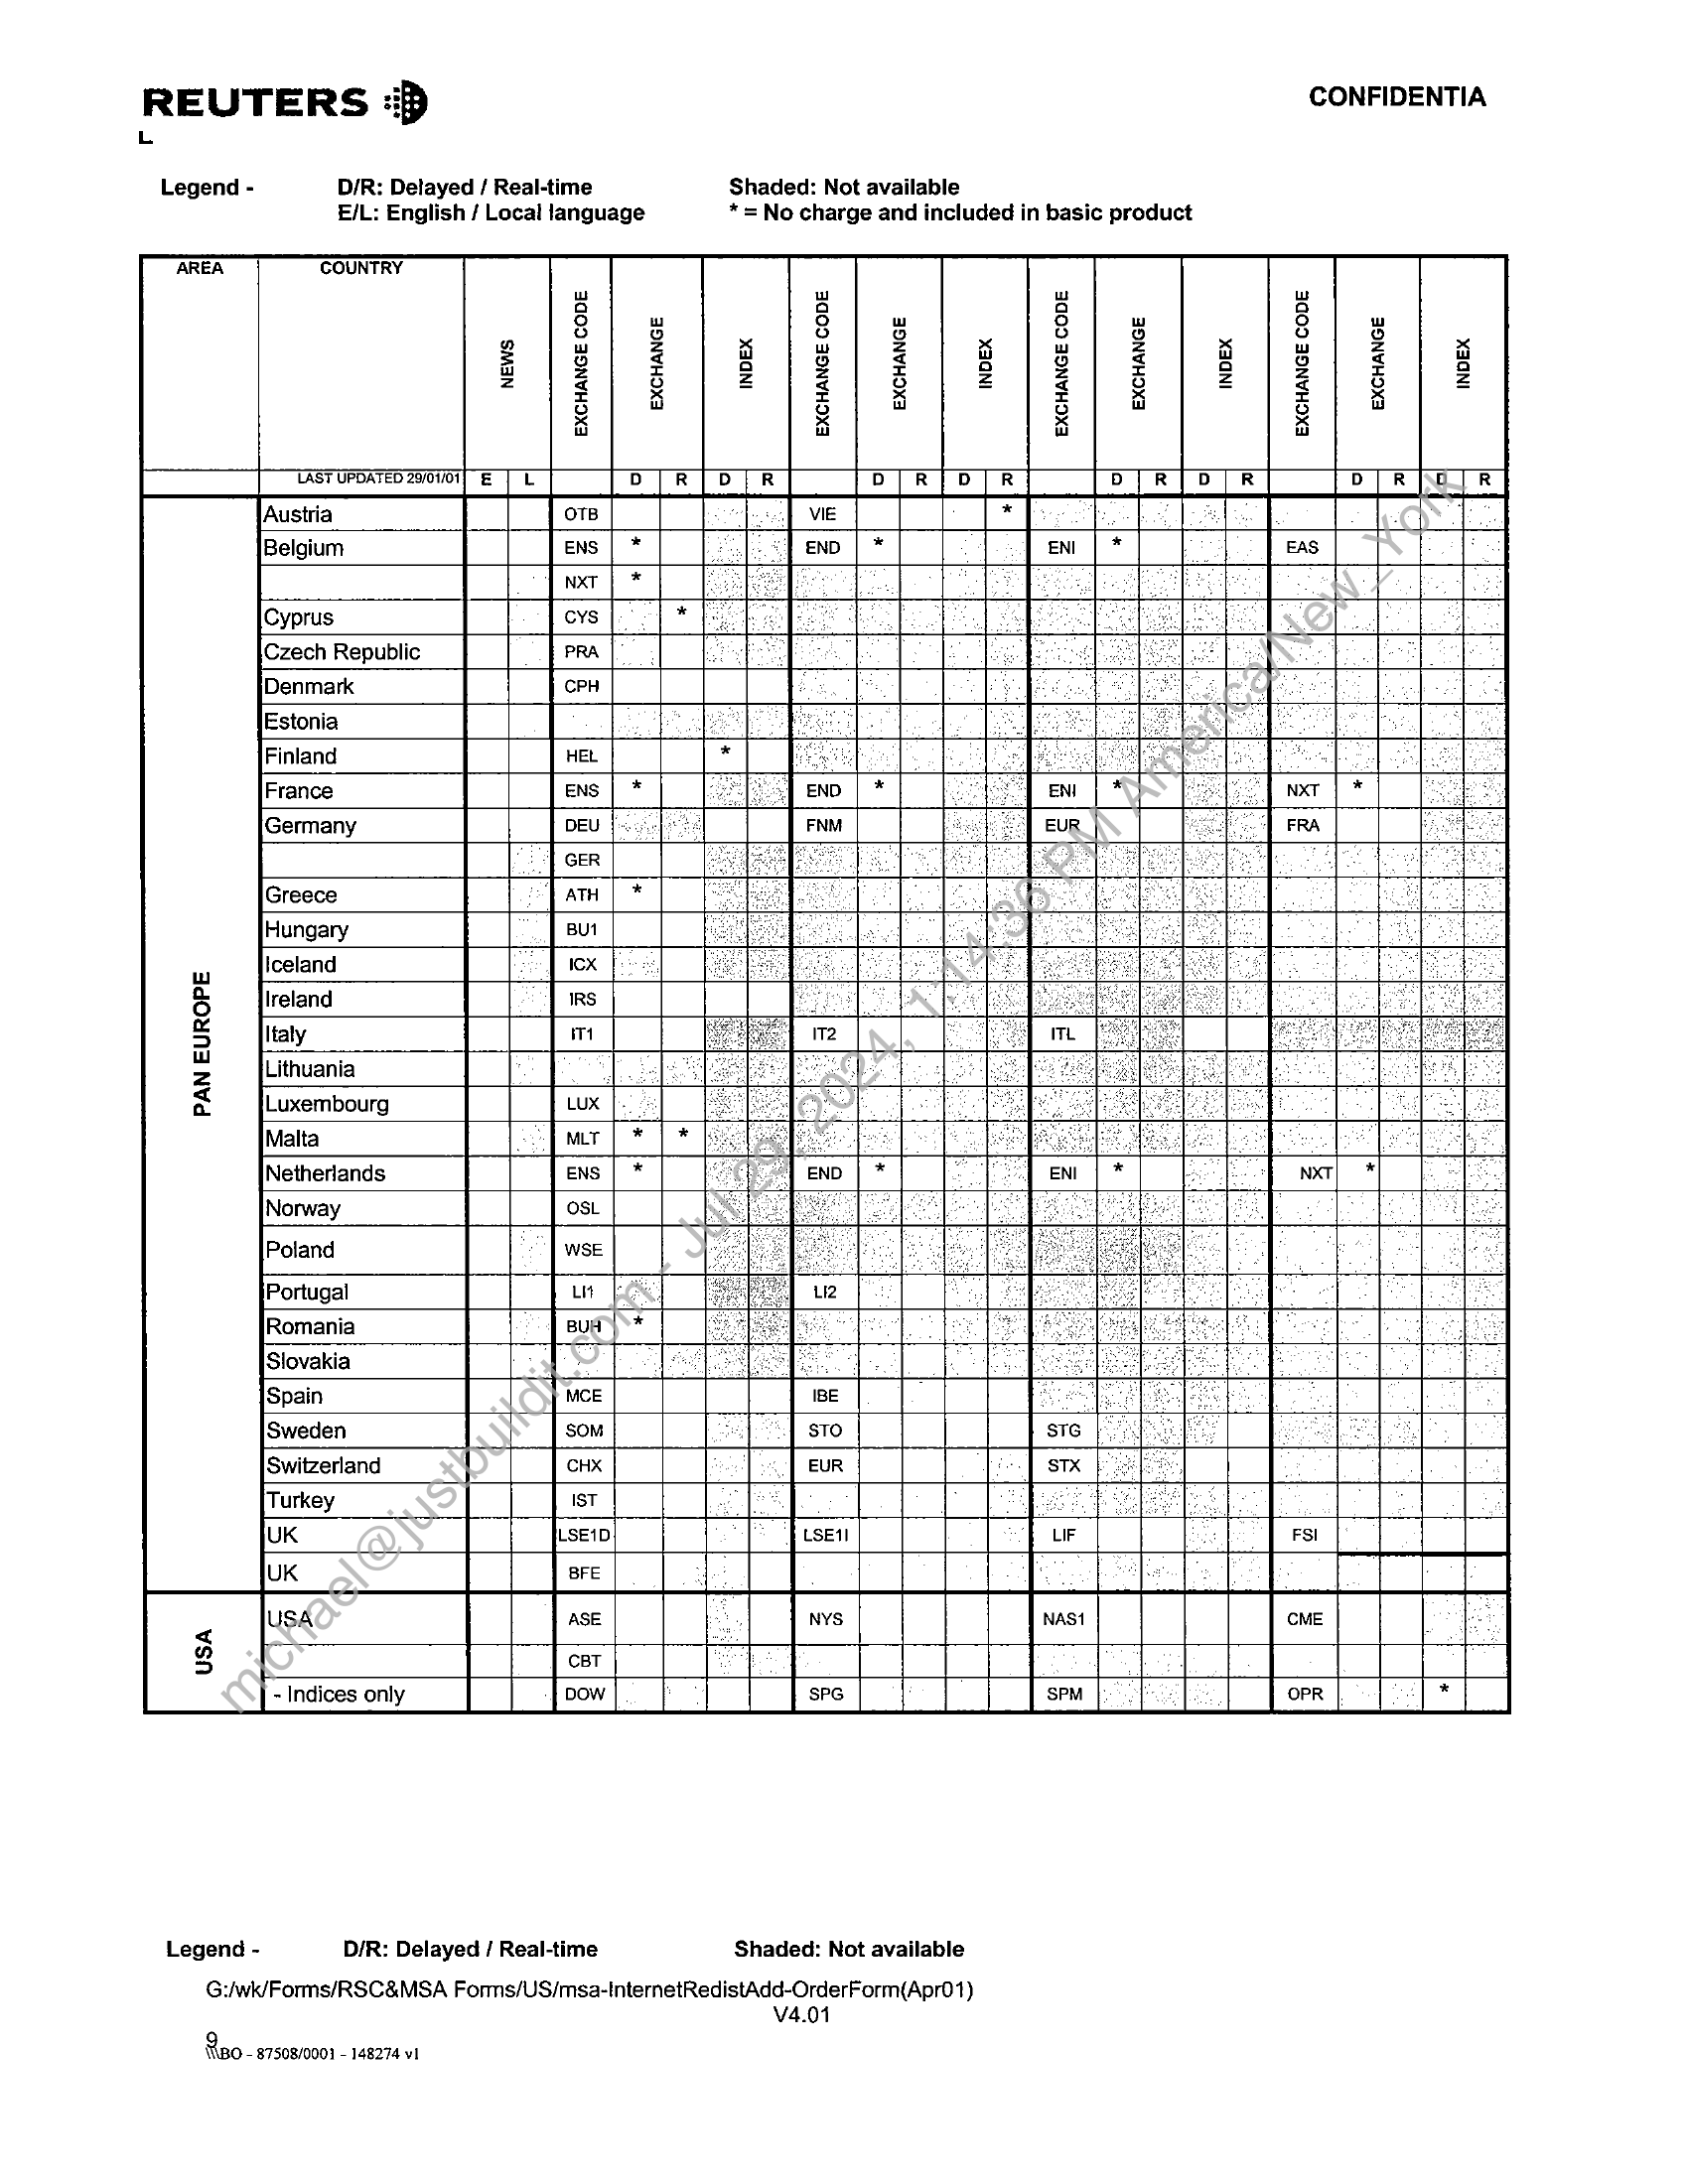 REUTERS
CONFIDENTIA
L
Legend - D/R: Delayed / Real-time Shaded: Not available
E/L: English / Local language * = No charge and included in basic product
AREA COUNTRY NEWS EXCHANGE CODE EXCHANGE INDEX EXCHANGE CODE EXCHANGE INDEX EXCHANGE CODE EXCHANGE INDEX EXCHANGE CODE EXCHANGE INDEX
LAST UPDATED 29/01/01 E L D R D R D R D R D R D R D R D R
PAN EUROPE
Austria OTB VIE *
Belgium ENS * END * ENI * EAS
NXT *
Cyprus CYS *
Czech Republic PRA
Denmark CPH
Estonia
Finland HEL *
France ENS * END * ENI * NXT *
Germany DEU FNM EUR FRA
GER
Greece ATH *
Hungary BU1
Iceland ICX
Ireland IRS
Italy IT1 IT2 ITL
Lithuania
Luxembourg LUX
Malta MLT * *
Netherlands ENS * END * ENI * NXT *
Norway OSL
Poland WSE
Portugal LI1 LI2
Romania BUH *
Slovakia
Spain MCE IBE
Sweden SOM STO STG
Switzerland CHX EUR STX
Turkey IST
UK LSE1D LSE1I LIF FSI
UK BFE
USA
USA ASE NYS NAS1 CME
CBT
- Indices only DOW SPG SPM OPR *
michael@justbuildit.com - Jul 29, 2024, 1:14:36 PM America/New_York
Legend - D/R: Delayed / Real-time Shaded: Not available
G:/wk/Forms/RSC&MSA Forms/US/msa-InternetRedistAdd-OrderForm(Apr01)
V4.01
9
\\\BO - 87508/0001 - 148274 v1